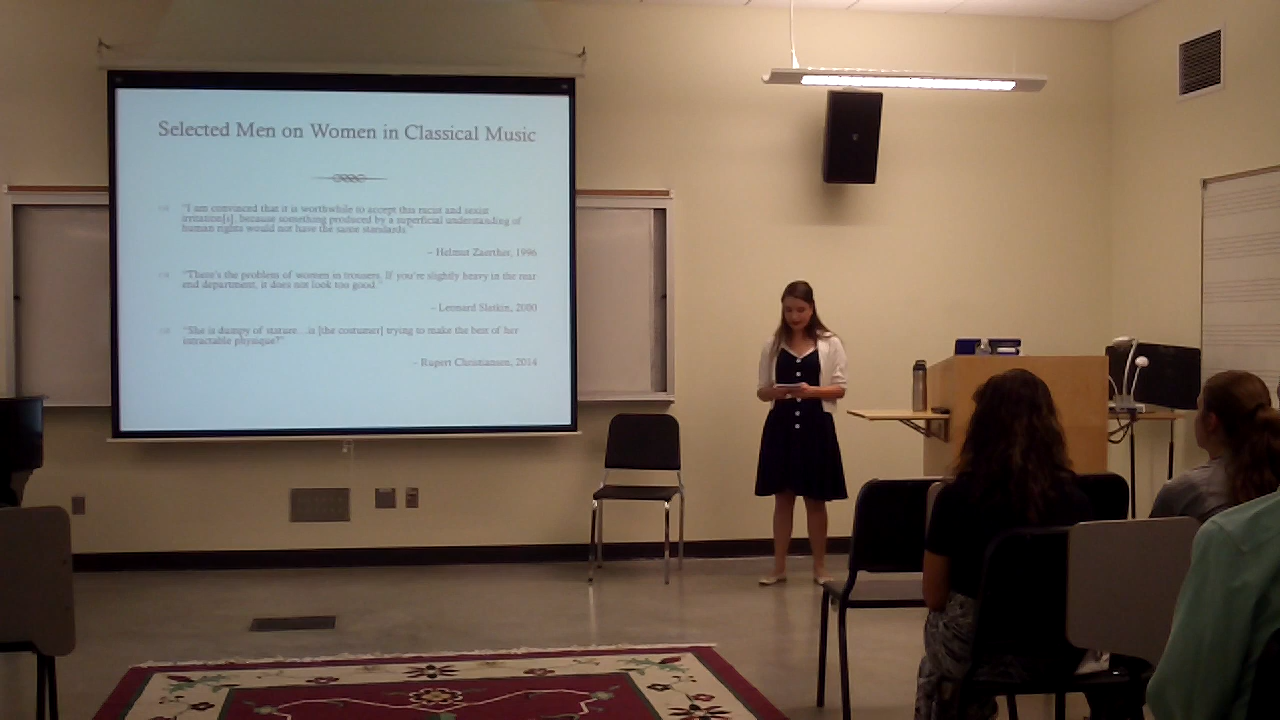 Selected Men on Women in Classical Music
"I am convinced that it is worthwhile to accept this racist and sexist
irritation[s], because something produced by a superficial understanding of
human rights would not have the same standards."
– Helmut Zaerther, 1996
"There's the problem of women in trousers. If you're slightly heavy in the rear
end department, it does not look too good."
– Leonard Slatkin, 2000
"She is dumpy of stature…is [the costumer] trying to make the best of her
intractable physique?"
– Rupert Christiansen, 2014